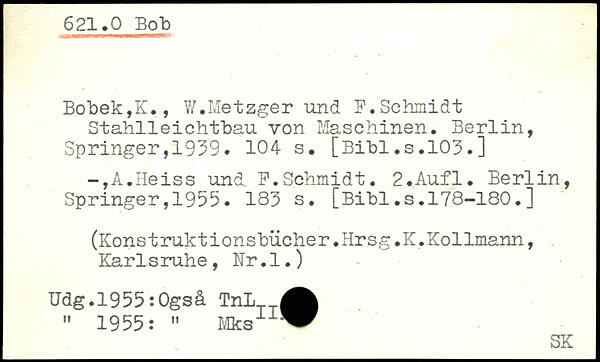 621.0 Bob
Bobek,K., W.Metzger und F.Schmidt
Stahlleichtbau von Maschinen. Berlin,
Springer,1939. 104 s. [Bibl.s.103.]
-,A.Heiss und F.Schmidt. 2.Aufl. Berlin,
Springer,1955. 183 s. [Bibl.s.178-180.]
(Konstruktionsbücher.Hrsg.K.Kollmann,
Karlsruhe, Nr.1.)
Udg.1955:Også TnL
" 1955: " Mks II.
SK